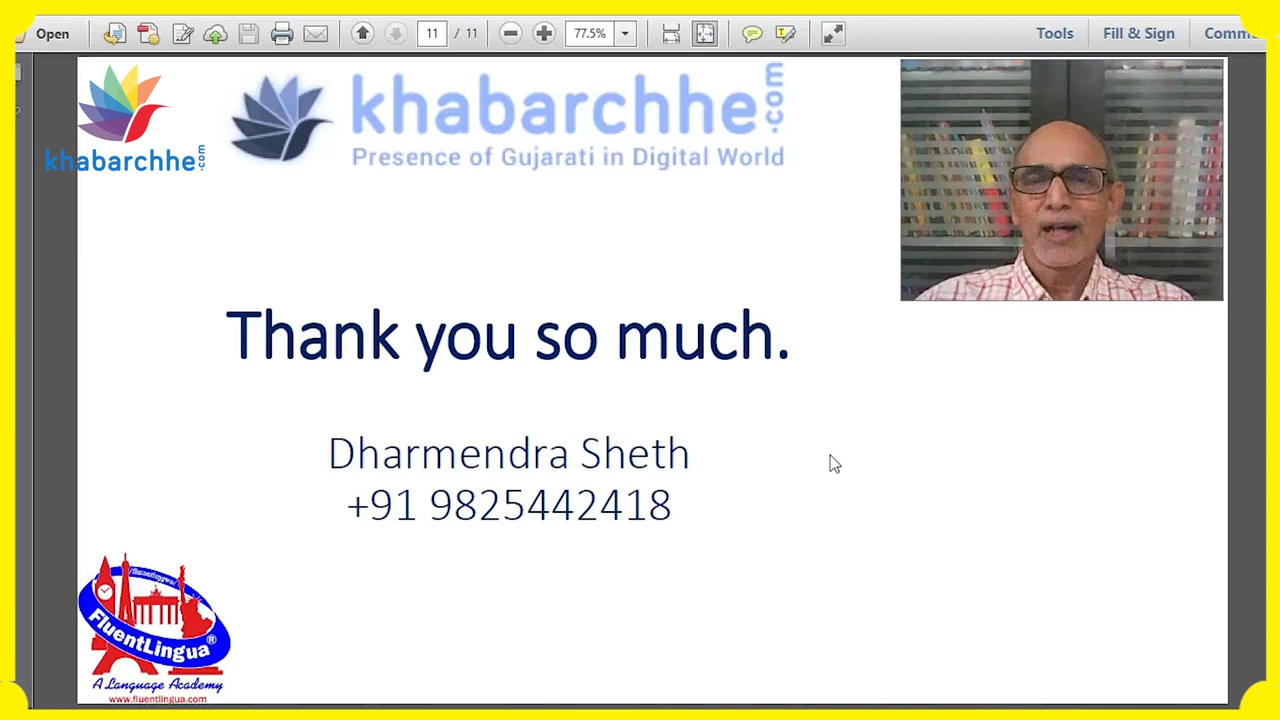 Open
11 / 11
77.5%
Tools
Fill & Sign
khabarchhe.com
khabarchhe.com
Presence of Gujarati in Digital World
Thank you so much.
Dharmendra Sheth
+91 9825442418
FluentLingua®
A Language Academy
www.fluentlingua.com